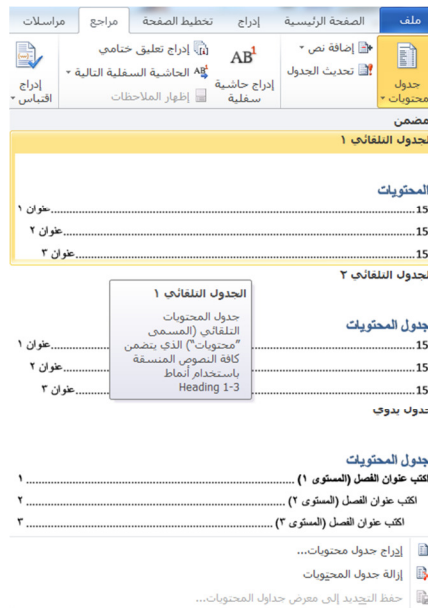 ملف الصفحة الرئيسية إدراج تخطيط الصفحة مراجع مراسلات
جدول
محتويات
إضافة نص
تحديث الجدول
AB1
إدراج حاشية
سفلية
إدراج تعليق ختامي
الحاشية السفلية التالية
إظهار الملاحظات
إدراج
اقتباس
مضمن
لجدول التلقائي ١
المحتويات
15 عنوان ١
15 عنوان ٢
15 عنوان ٣
لجدول التلقائي ٢
جدول المحتويات
15 عنوان ١
15 عنوان ٢
15 عنوان ٣
الجدول التلقائي ١
جدول المحتويات
التلقائي (المسمى
"محتويات") الذي يتضمن
كافة النصوص المنسقة
باستخدام أنماط
Heading 1-3
جدول يدوي
جدول المحتويات
اكتب عنوان الفصل (المستوى ١) ١
اكتب عنوان الفصل (المستوى ٢) ٢
اكتب عنوان الفصل (المستوى ٣) ٣
إدراج جدول محتويات...
إزالة جدول المحتويات
حفظ التحديد إلى معرض جداول المحتويات...